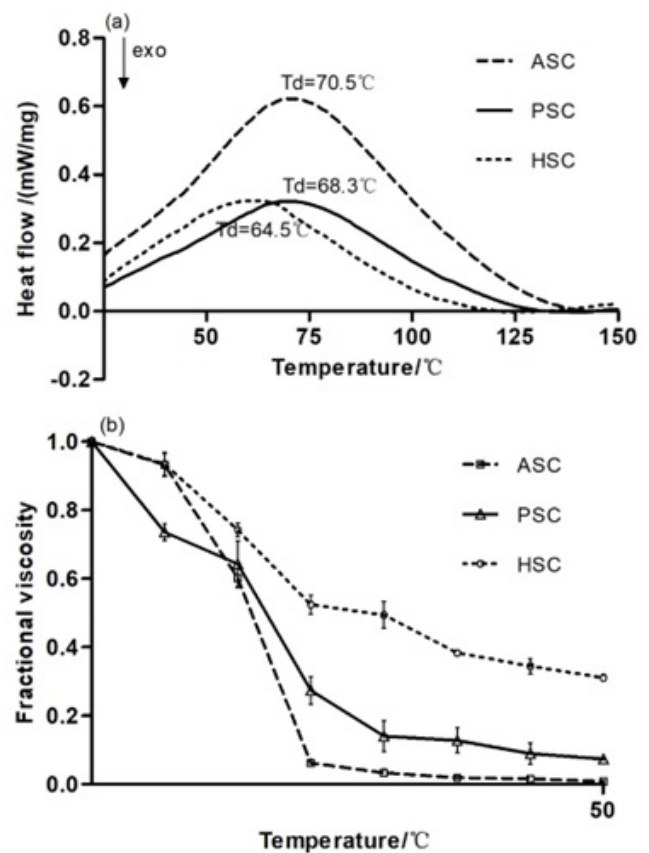 (a)
0.8
exo
ASC
PSC
HSC
0.6
Td=70.5℃
0.4
Td=68.3℃
0.2
Td=64.5℃
0.0
-0.2
50
75
100
125
150
Heat flow /(mW/mg)
Temperature/℃
(b)
1.0
ASC
PSC
HSC
0.8
0.6
0.4
0.2
0.0
50
Fractional viscosity
Temperature/℃